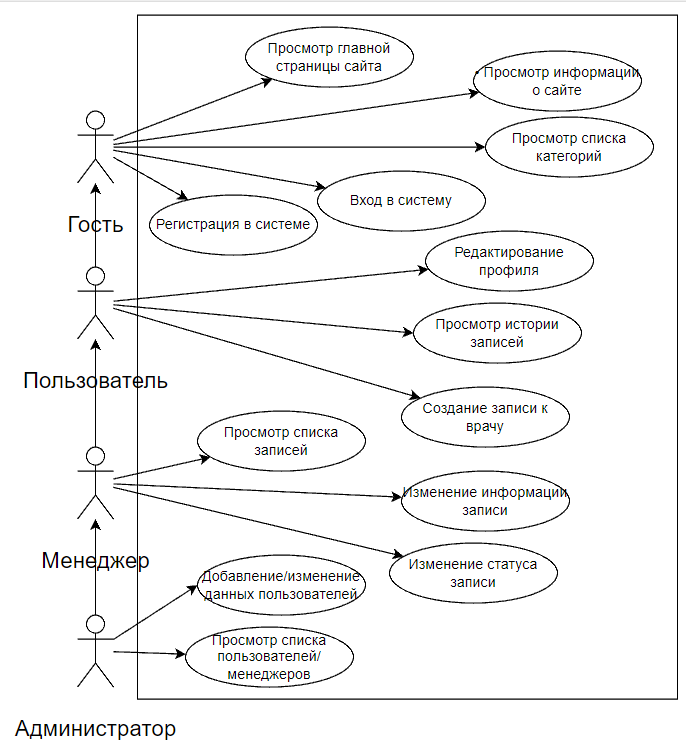 Просмотр главной
страницы сайта
• Просмотр информации
о сайте
Просмотр списка
категорий
Вход в систему
Регистрация в системе
Гость
Редактирование
профиля
Просмотр истории
записей
Пользователь
Создание записи к
врачу
Просмотр списка
записей
Изменение информации
записи
Менеджер
Изменение статуса
записи
Добавление/изменение
данных пользователей
Просмотр списка
пользователей/
менеджеров
Администратор